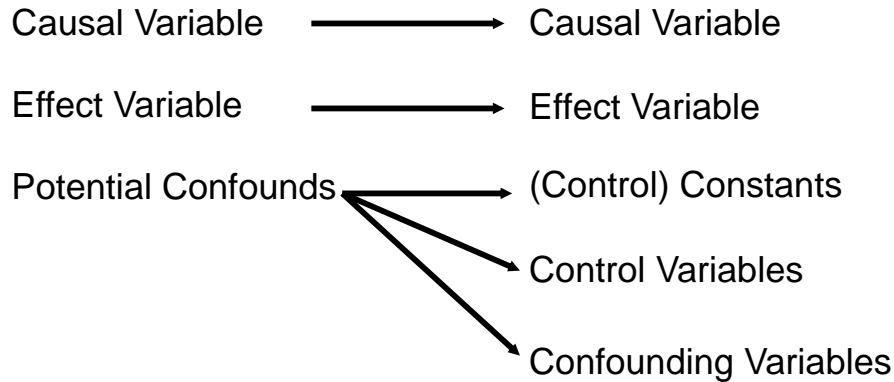 Causal Variable Causal Variable
Effect Variable Effect Variable
Potential Confounds (Control) Constants
Control Variables
Confounding Variables